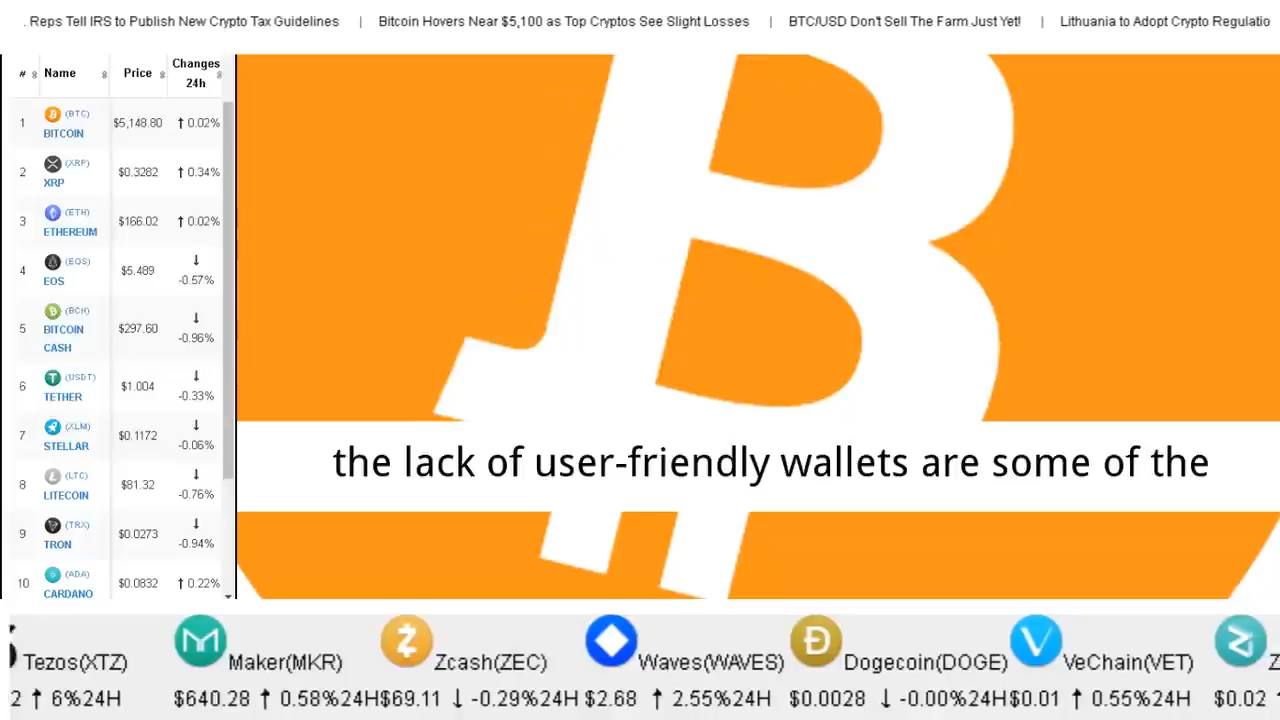 . Reps Tell IRS to Publish New Crypto Tax Guidelines | Bitcoin Hovers Near $5,100 as Top Cryptos See Slight Losses | BTC/USD Don't Sell The Farm Just Yet! | Lithuania to Adopt Crypto Regulatio
# Name Price Changes 24h
1 (BTC) BITCOIN $5,148.80 ↑ 0.02%
2 (XRP) XRP $0.3282 ↑ 0.34%
3 (ETH) ETHEREUM $166.02 ↑ 0.02%
4 (EOS) EOS $5.489 ↓ -0.57%
5 (BCH) BITCOIN CASH $297.60 ↓ -0.96%
6 (USDT) TETHER $1.004 ↓ -0.33%
7 (XLM) STELLAR $0.1172 ↓ -0.06%
8 (LTC) LITECOIN $81.32 ↓ -0.76%
9 (TRX) TRON $0.0273 ↓ -0.94%
10 (ADA) CARDANO $0.0832 ↑ 0.22%
the lack of user-friendly wallets are some of the
Tezos(XTZ) Maker(MKR) Zcash(ZEC) Waves(WAVES) Dogecoin(DOGE) VeChain(VET) Z
2 ↑ 6%24H $640.28 ↑ 0.58%24H $69.11 ↓ -0.29%24H $2.68 ↑ 2.55%24H $0.0028 ↓ -0.00%24H $0.01 ↑ 0.55%24H $0.02